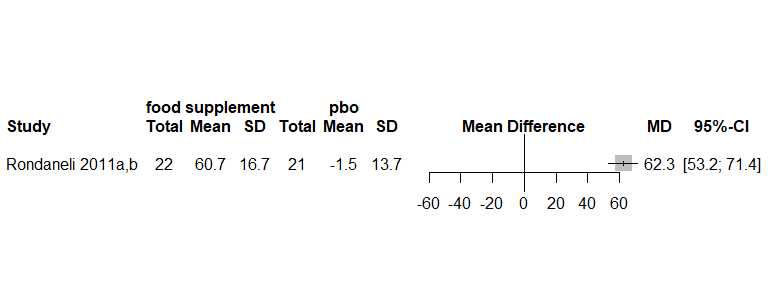 food supplement pbo
Study Total Mean SD Total Mean SD Mean Difference MD 95%-CI
Rondaneli 2011a,b 22 60.7 16.7 21 -1.5 13.7 62.3 [53.2; 71.4]
-60 -40 -20 0 20 40 60